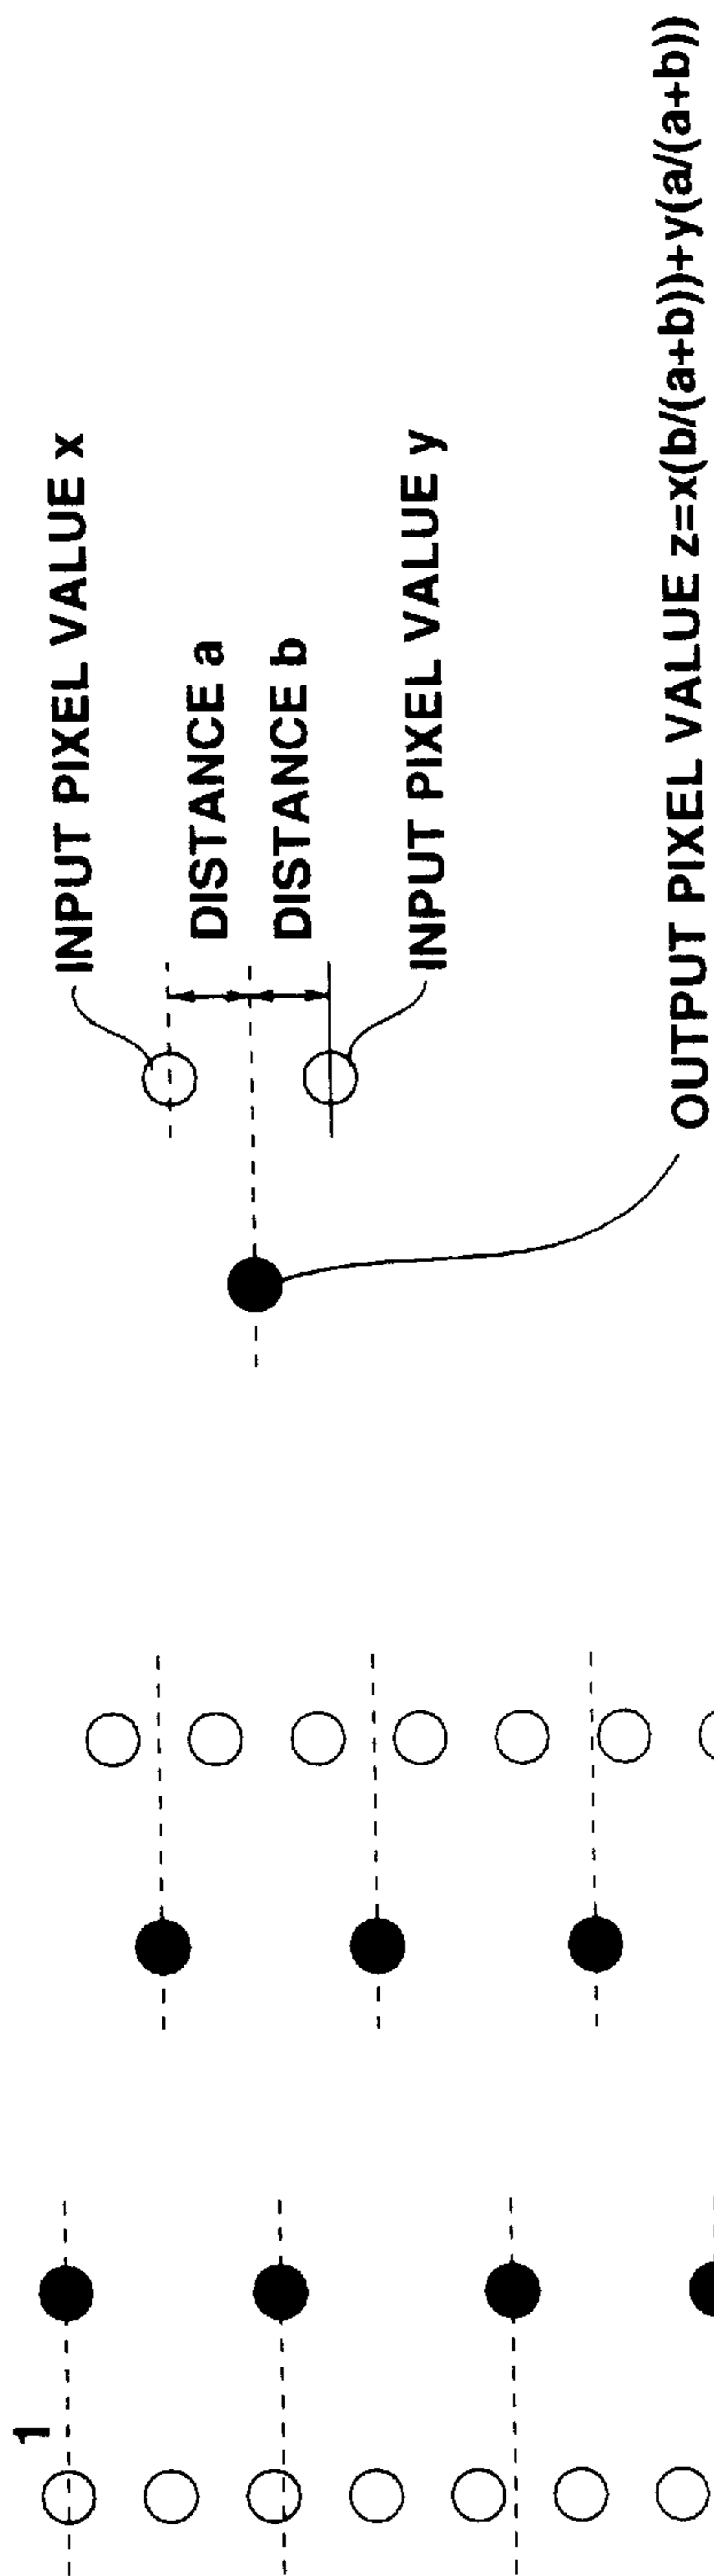 INPUT PIXEL VALUE x
DISTANCE a
DISTANCE b
INPUT PIXEL VALUE y
OUTPUT PIXEL VALUE z=x(b/(a+b))+y(a/(a+b))
1